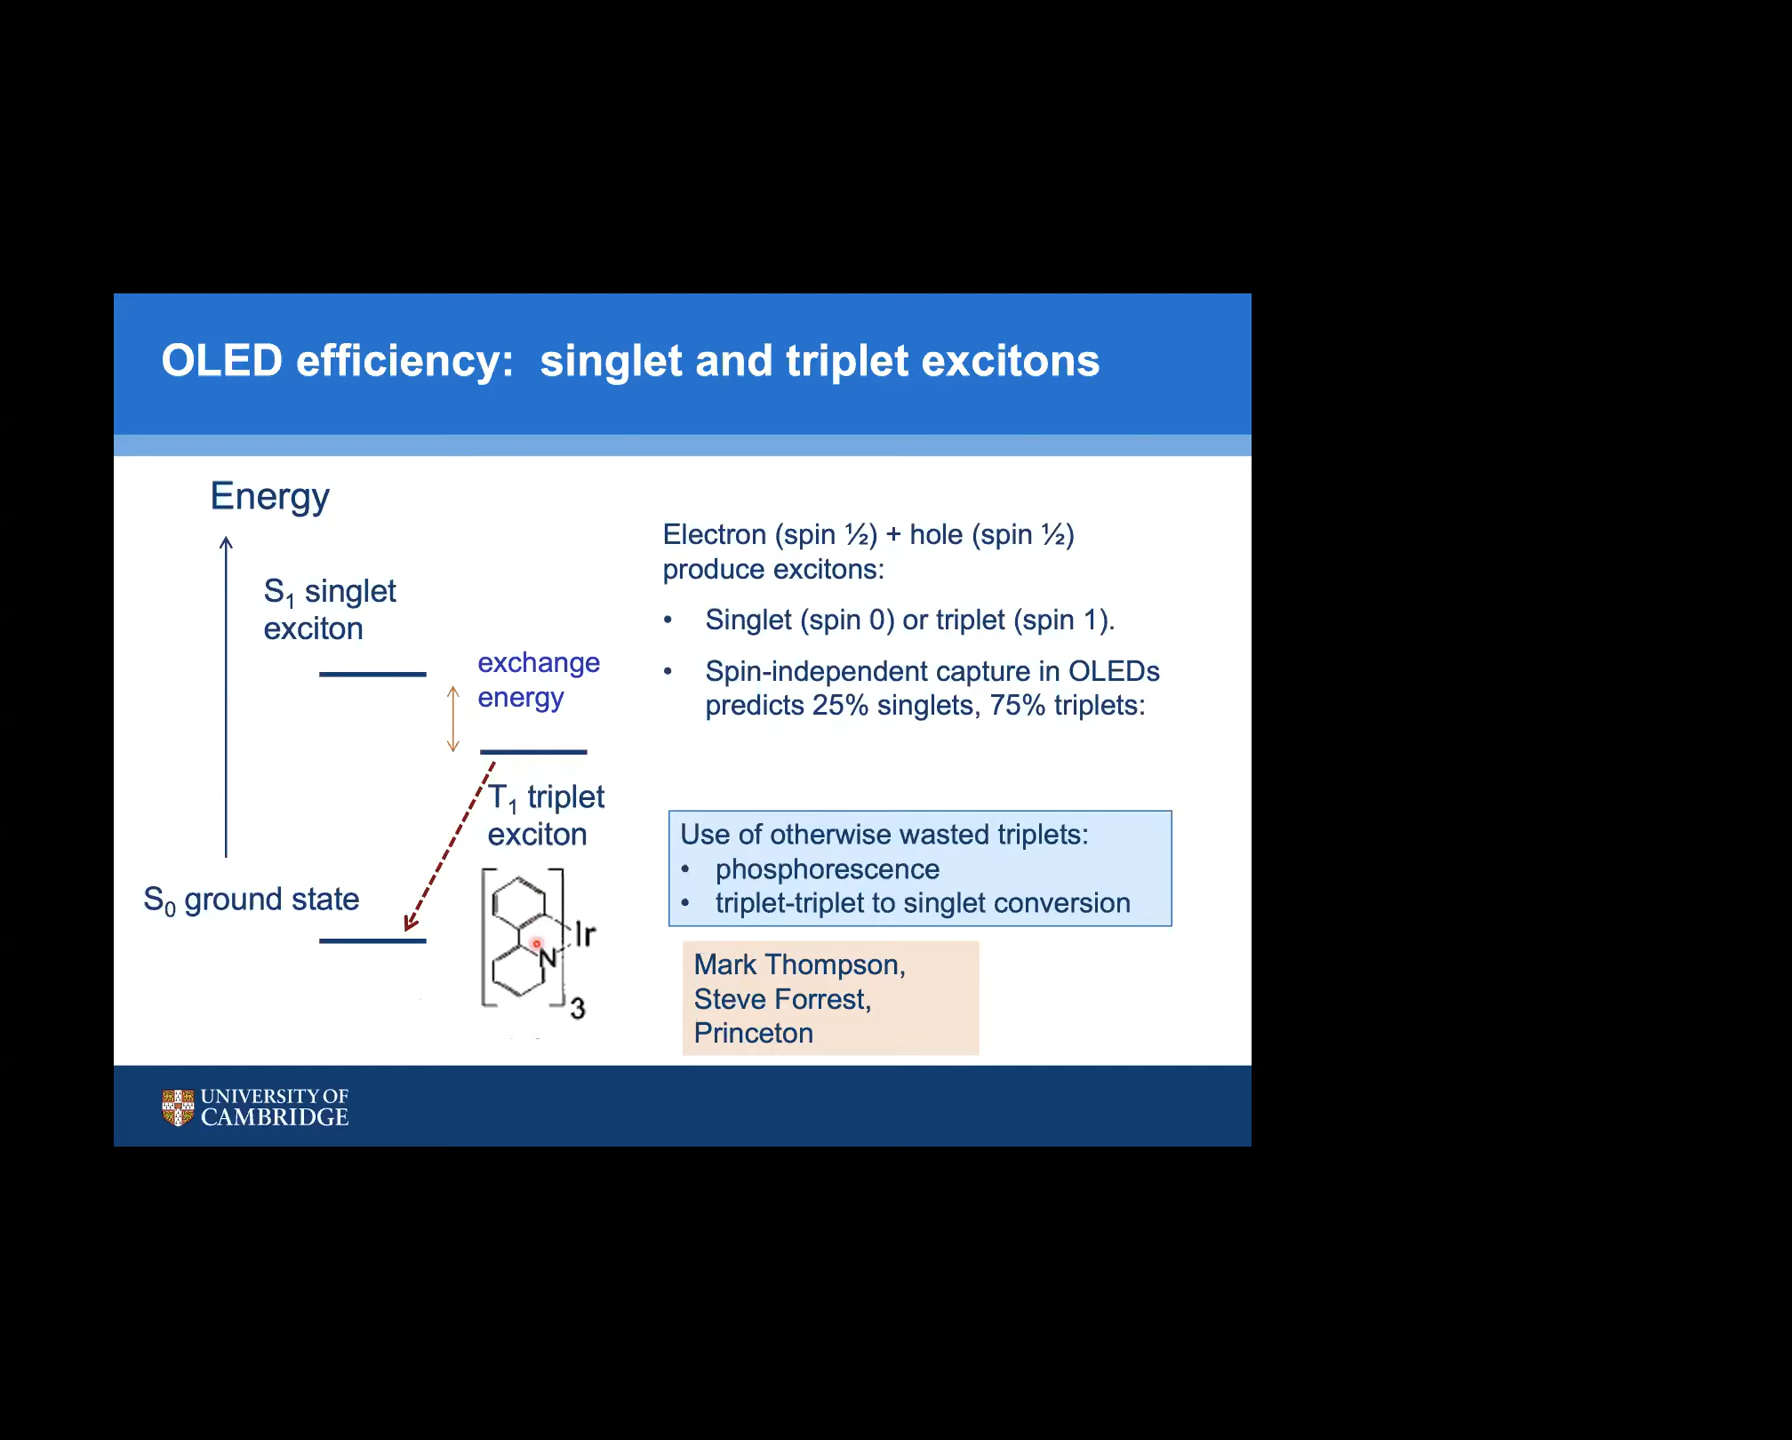 OLED efficiency:  singlet and triplet excitons
Energy
S₁ singlet
exciton
exchange
energy
T₁ triplet
exciton
S₀ ground state
Ir
N
3
Electron (spin ½) + hole (spin ½)
produce excitons:
• Singlet (spin 0) or triplet (spin 1).
• Spin-independent capture in OLEDs
predicts 25% singlets, 75% triplets:
Use of otherwise wasted triplets:
• phosphorescence
• triplet-triplet to singlet conversion
Mark Thompson,
Steve Forrest,
Princeton
UNIVERSITY OF
CAMBRIDGE